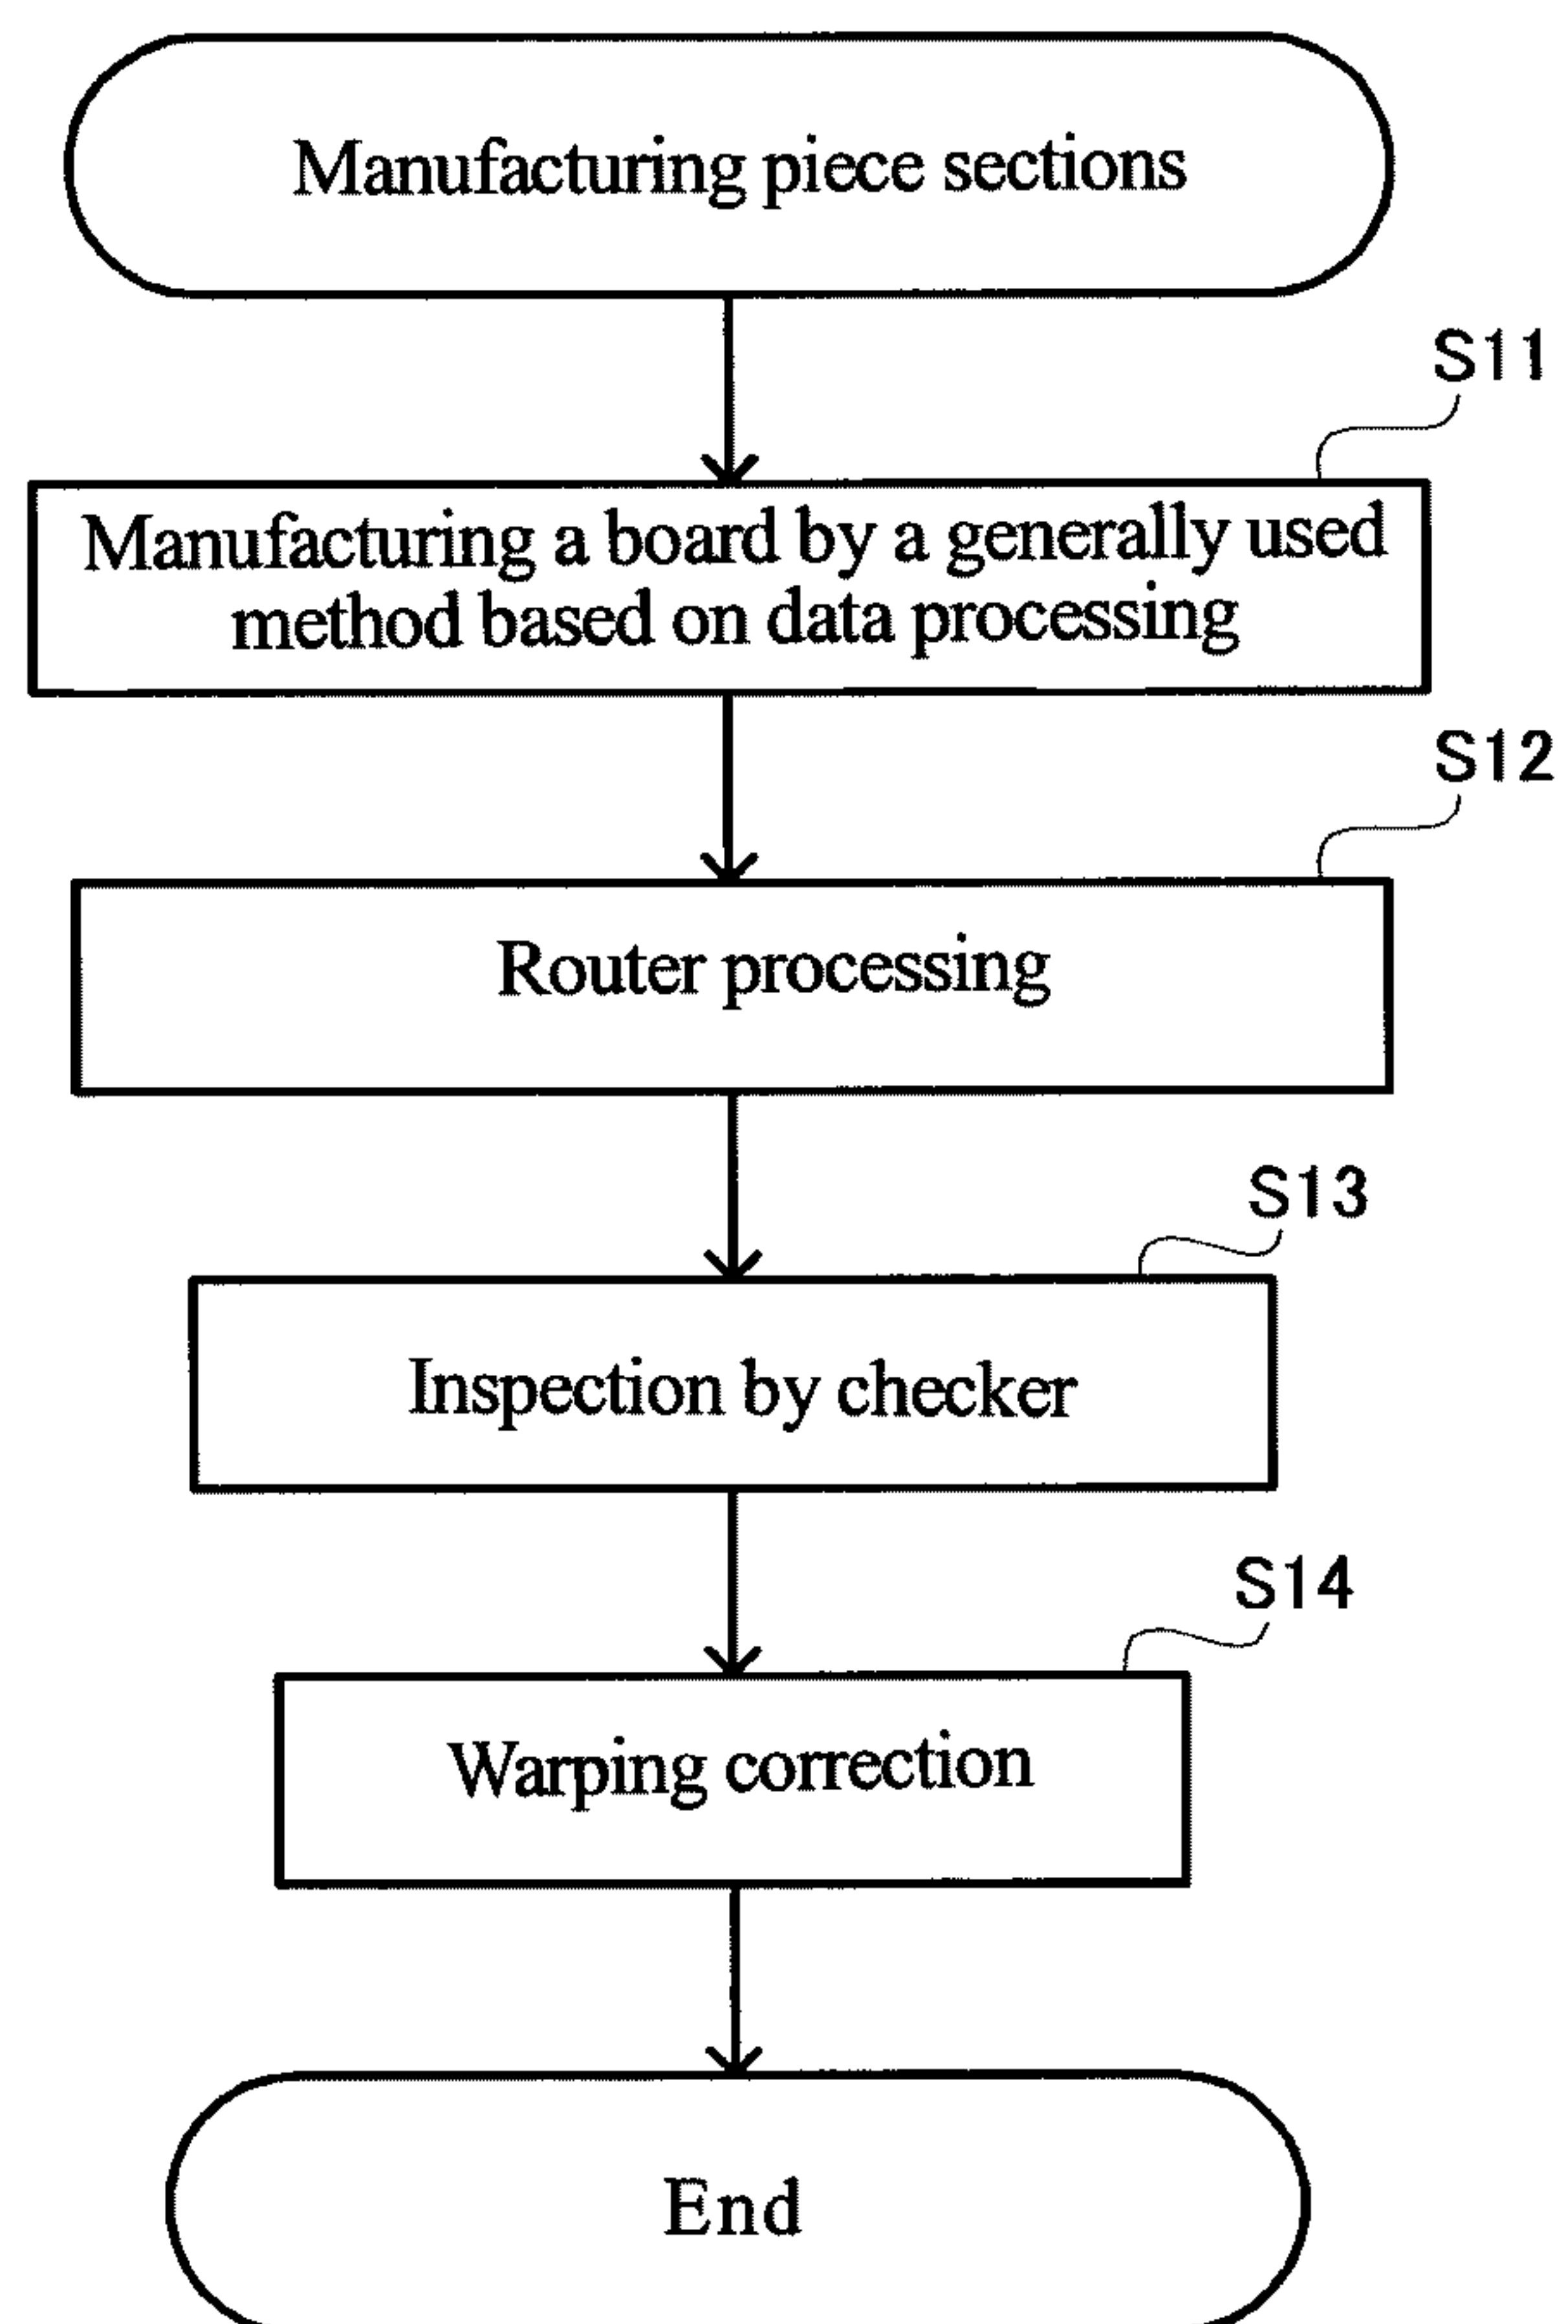 Manufacturing piece sections
S11
Manufacturing a board by a generally used
method based on data processing
S12
Router processing
S13
Inspection by checker
S14
Warping correction
End